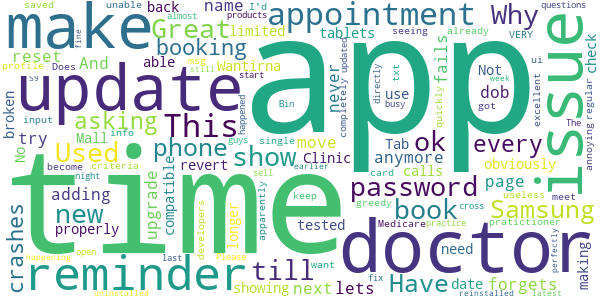 unable saved almost back name I'd limited tablets questions products seeing already VERY
make Great appointment Why
fine profile Does reset And able booking
app issue
msg still Wantirna never Bin directly completely updated txt busy use Not ui check excellent
S9 broken update asking fails quickly dob week got
input No Used This phone show ok every regular The annoying
time
try info Mall move revert Clinic Tab anymore page obviously
happened start single guys
adding upgrade compatible calls card password Samsung
new longer tested book Medicare practice pratictioner useless meet
crashes properly developers apparently sell keep greedy need cross making
criteria night become till doctor
reminder showing next lets Have date forgets
happening open last Please want fix perfectly earlier
uninstalled reinstalled latest